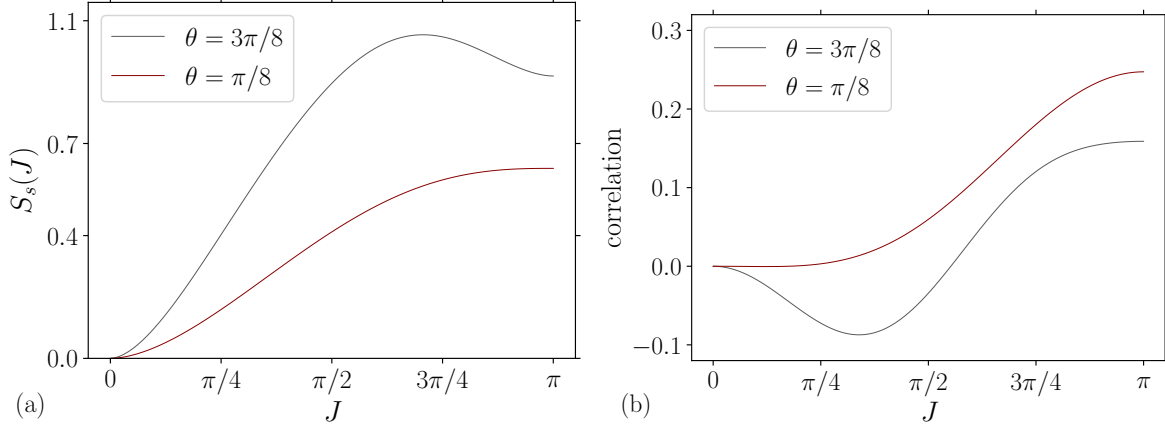 1.1
0.7
0.4
0.0
S_s(J)
θ = 3π/8
θ = π/8
0 π/4 π/2 3π/4 π
J
(a)
0.3
0.2
0.1
0.0
−0.1
correlation
θ = 3π/8
θ = π/8
0 π/4 π/2 3π/4 π
J
(b)